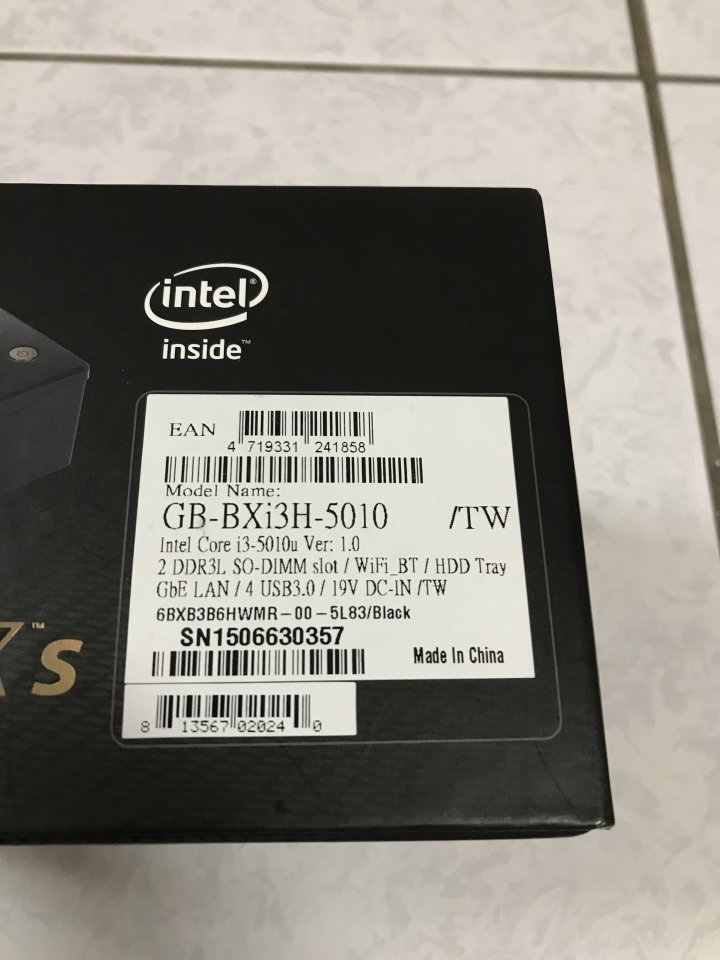 intel®
inside™
EAN
4 719331 241858
Model Name:
GB-BXi3H-5010 /TW
Intel Core i3-5010u Ver: 1.0
2 DDR3L SO-DIMM slot / WiFi_BT / HDD Tray
GbE LAN / 4 USB3.0 / 19V DC-IN /TW
6BXB3B6HWMR-00-5L83/Black
SN1506630357
Made In China
X™s
8 13567 02024 0